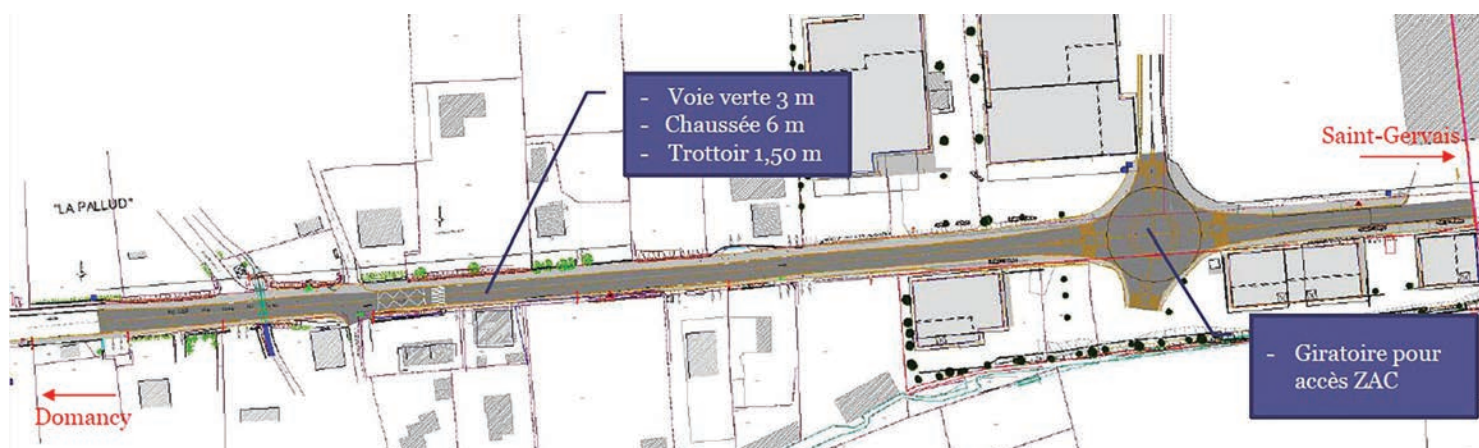 - Voie verte 3 m
- Chaussée 6 m
- Trottoir 1,50 m
Saint-Gervais
"LA PALLUD"
- Giratoire pour
accès ZAC
Domancy